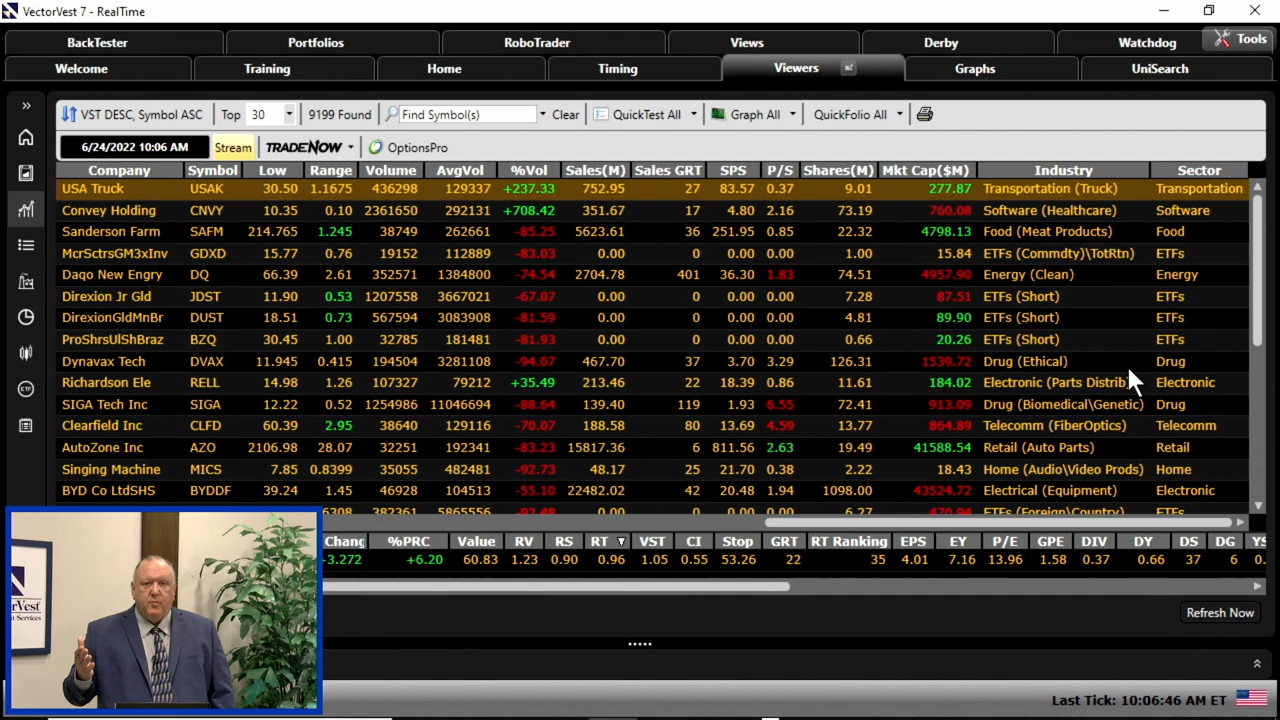 VectorVest 7 - RealTime
BackTester Portfolios RoboTrader Views Derby Watchdog Tools
Welcome Training Home Timing Viewers Graphs UniSearch
VST DESC, Symbol ASC Top 30 9199 Found Find Symbol(s) Clear QuickTest All Graph All QuickFolio All
6/24/2022 10:06 AM Stream TRADENOW OptionsPro
Company Symbol Low Range Volume AvgVol %Vol Sales(M) Sales GRT SPS P/S Shares(M) Mkt Cap($M) Industry Sector
USA Truck USAK 30.50 1.1675 436298 129337 +237.33 752.95 27 83.57 0.37 9.01 277.87 Transportation (Truck) Transportation
Convey Holding CNVY 10.35 0.10 2361650 292131 +708.42 351.67 17 4.80 2.16 73.19 760.08 Software (Healthcare) Software
Sanderson Farm SAFM 214.765 1.245 38749 262661 -85.25 5623.61 36 251.95 0.85 22.32 4798.13 Food (Meat Products) Food
McrSctrsGM3xInv GDXD 15.77 0.76 19152 112889 -83.03 0.00 0 0.00 0.00 1.00 15.84 ETFs (Commdty)\TotRtn) ETFs
Daqo New Engry DQ 66.39 2.61 352571 1384800 -74.54 2704.78 401 36.30 1.83 74.51 4957.90 Energy (Clean) Energy
Direxion Jr Gld JDST 11.90 0.53 1207558 3667021 -67.07 0.00 0 0.00 0.00 7.28 87.51 ETFs (Short) ETFs
DirexionGldMnBr DUST 18.51 0.73 567594 3083908 -81.59 0.00 0 0.00 0.00 4.81 89.90 ETFs (Short) ETFs
ProShrsUlShBraz BZQ 30.45 1.00 32785 181481 -81.93 0.00 0 0.00 0.00 0.66 20.26 ETFs (Short) ETFs
Dynavax Tech DVAX 11.945 0.415 194504 3281108 -94.07 467.70 37 3.70 3.29 126.31 1539.72 Drug (Ethical) Drug
Richardson Ele RELL 14.98 1.26 107327 79212 +35.49 213.46 22 18.39 0.86 11.61 184.02 Electronic (Parts Distrib) Electronic
SIGA Tech Inc SIGA 12.22 0.52 1254986 11046694 -88.64 139.40 119 1.93 6.55 72.41 913.09 Drug (Biomedical\Genetic) Drug
Clearfield Inc CLFD 60.39 2.95 38640 129116 -70.07 188.58 80 13.69 4.59 13.77 864.89 Telecomm (FiberOptics) Telecomm
AutoZone Inc AZO 2106.98 28.07 32251 192341 -83.23 15817.36 6 811.56 2.63 19.49 41588.54 Retail (Auto Parts) Retail
Singing Machine MICS 7.85 0.8399 35055 482481 -92.73 48.17 25 21.70 0.38 2.22 18.43 Home (Audio\Video Prods) Home
BYD Co LtdSHS BYDDF 39.24 1.45 46928 104513 -55.10 22482.02 42 20.48 1.94 1098.00 43524.72 Electrical (Equipment) Electronic
6308 382361 5865556 -93.48 0.00 0 0.00 0.00 6.27 470.94 ETFs (Foreign\Country) ETFs
Chang %PRC Value RV RS RT VST CI Stop GRT RT Ranking EPS EY P/E GPE DIV DY DS DG YS
+3.272 +6.20 60.83 1.23 0.90 0.96 1.05 0.55 53.26 22 35 4.01 7.16 13.96 1.58 0.37 0.66 37 6 0.
Refresh Now
Last Tick: 10:06:46 AM ET